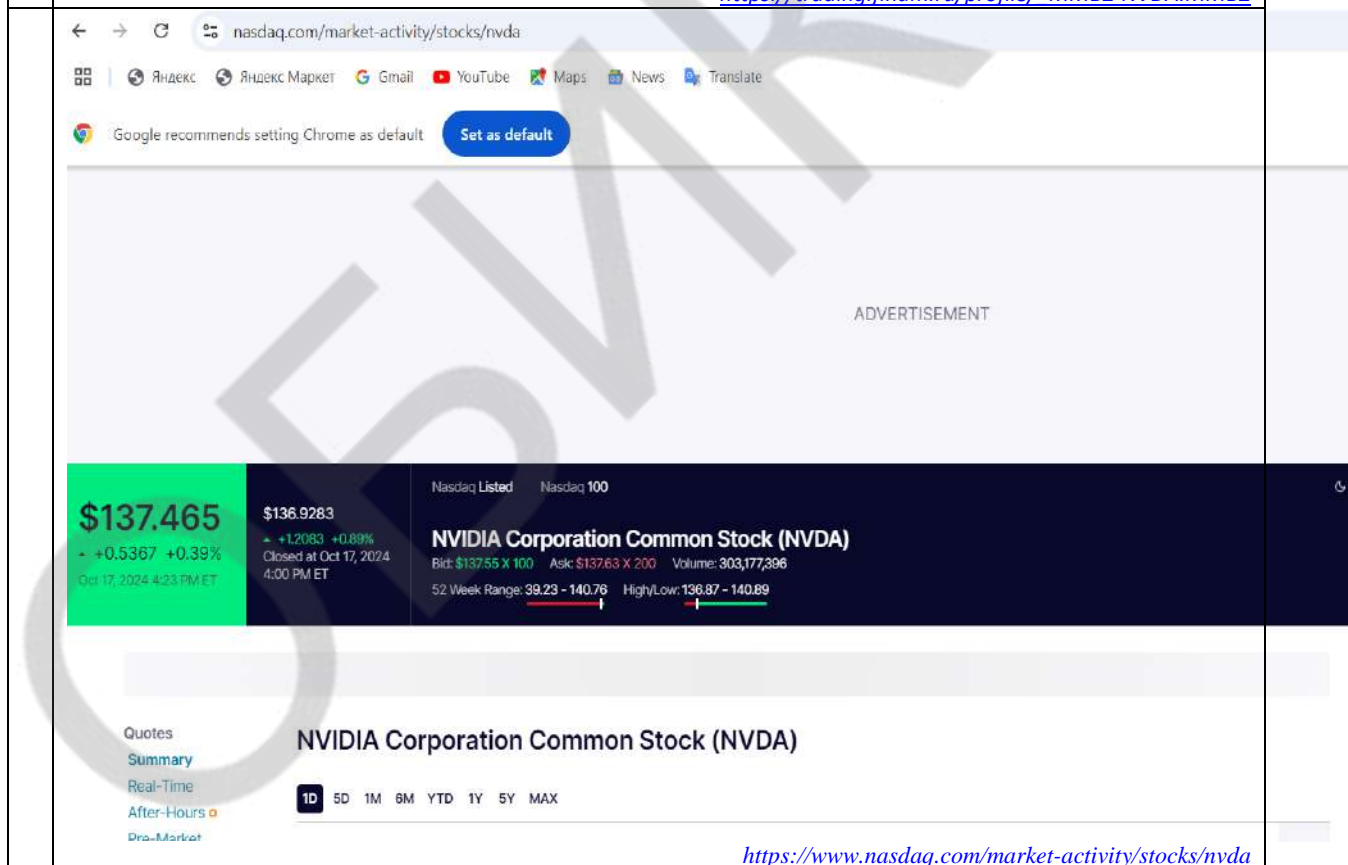 nasdaq.com/market-activity/stocks/nvda
Яндекс Яндекс Маркет Gmail YouTube Maps News Translate
Google recommends setting Chrome as default Set as default
ADVERTISEMENT
Nasdaq Listed Nasdaq 100
$137.465
+0.5367 +0.39%
Oct 17, 2024 4:23 PM ET
$136.9283
+1.2083 +0.89%
Closed at Oct 17, 2024
4:00 PM ET
NVIDIA Corporation Common Stock (NVDA)
Bid: $137.55 X 100 Ask: $137.63 X 200 Volume: 303,177,396
52 Week Range: 39.23 - 140.76 High/Low: 136.87 - 140.89
Quotes
Summary
Real-Time
After-Hours
Pre-Market
NVIDIA Corporation Common Stock (NVDA)
1D 5D 1M 6M YTD 1Y 5Y MAX
https://www.nasdaq.com/market-activity/stocks/nvda
ОБИК